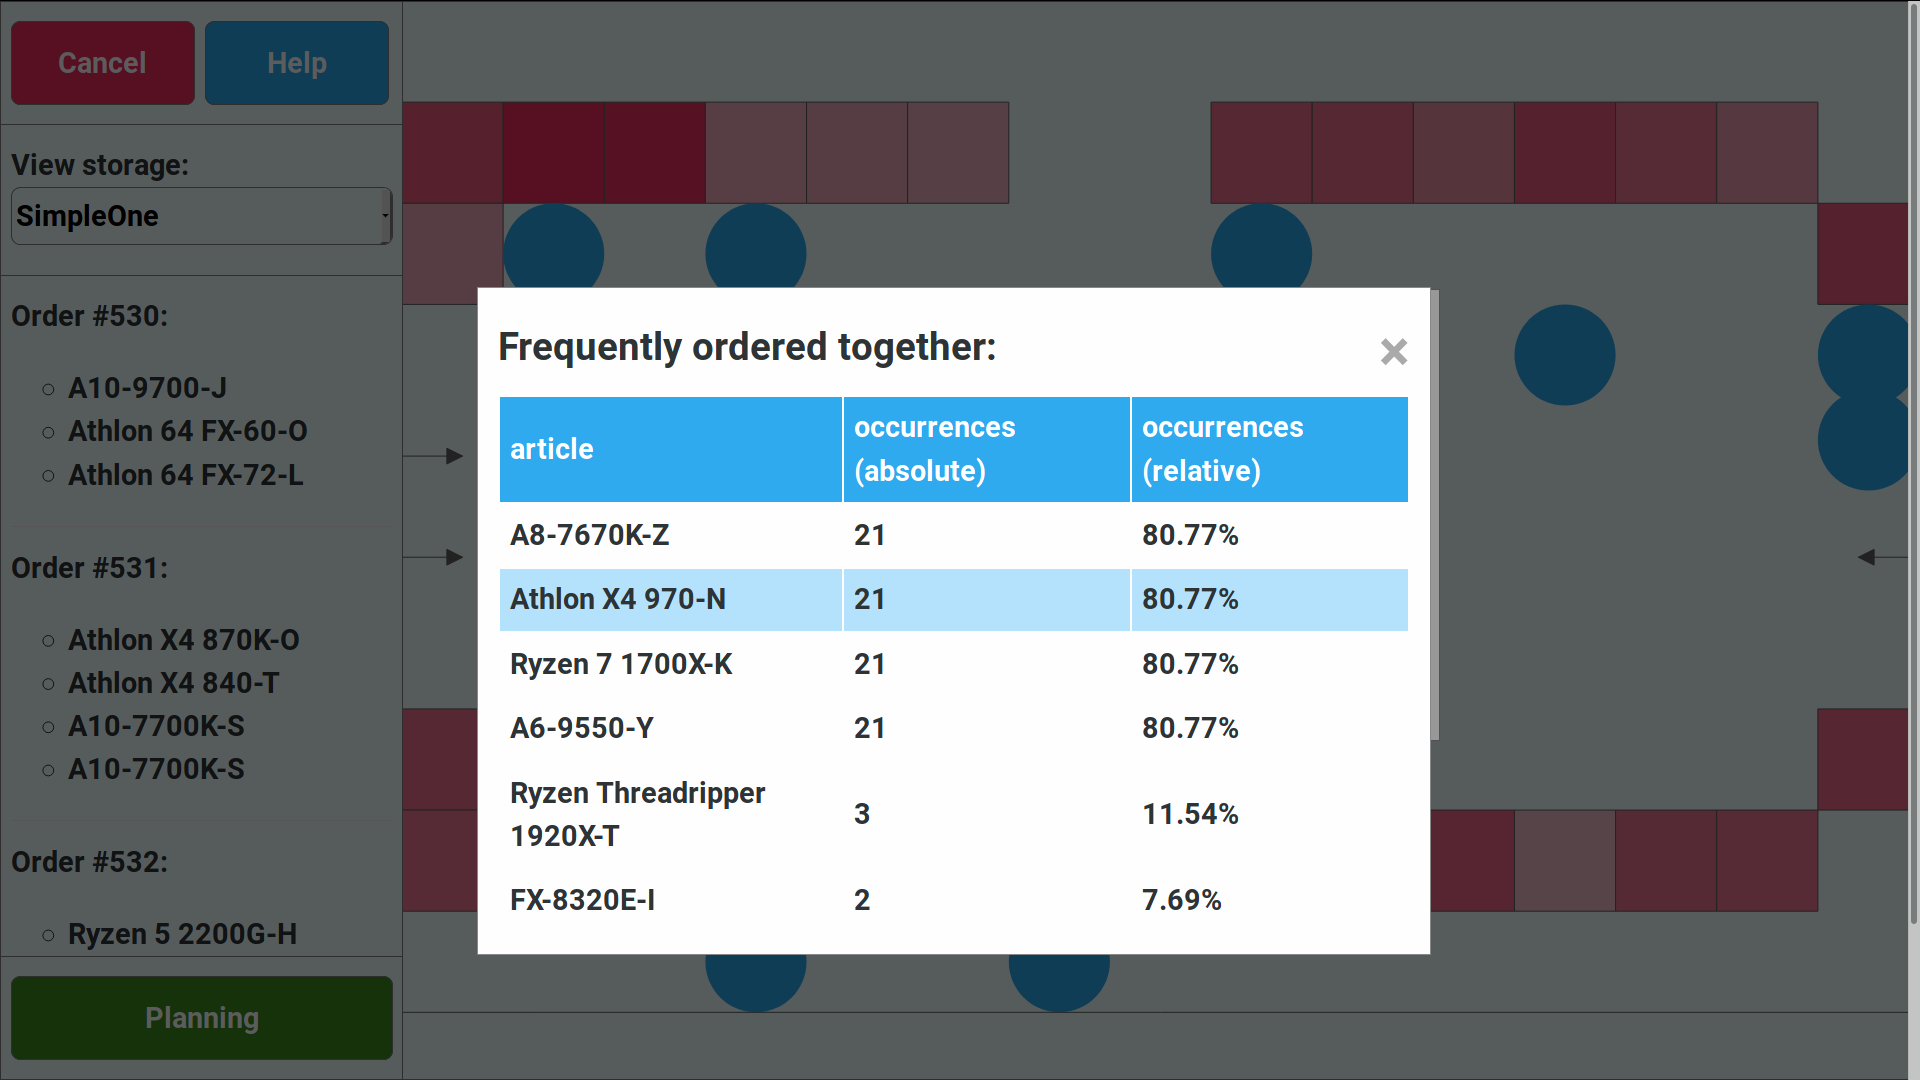 Cancel
Help
View storage:
SimpleOne
Order #530:
A10-9700-J
Athlon 64 FX-60-O
Athlon 64 FX-72-L
Order #531:
Athlon X4 870K-O
Athlon X4 840-T
A10-7700K-S
A10-7700K-S
Order #532:
Ryzen 5 2200G-H
Planning
Frequently ordered together:
article
occurrences
(absolute)
occurrences
(relative)
A8-7670K-Z 21 80.77%
Athlon X4 970-N 21 80.77%
Ryzen 7 1700X-K 21 80.77%
A6-9550-Y 21 80.77%
Ryzen Threadripper
1920X-T
3 11.54%
FX-8320E-I 2 7.69%